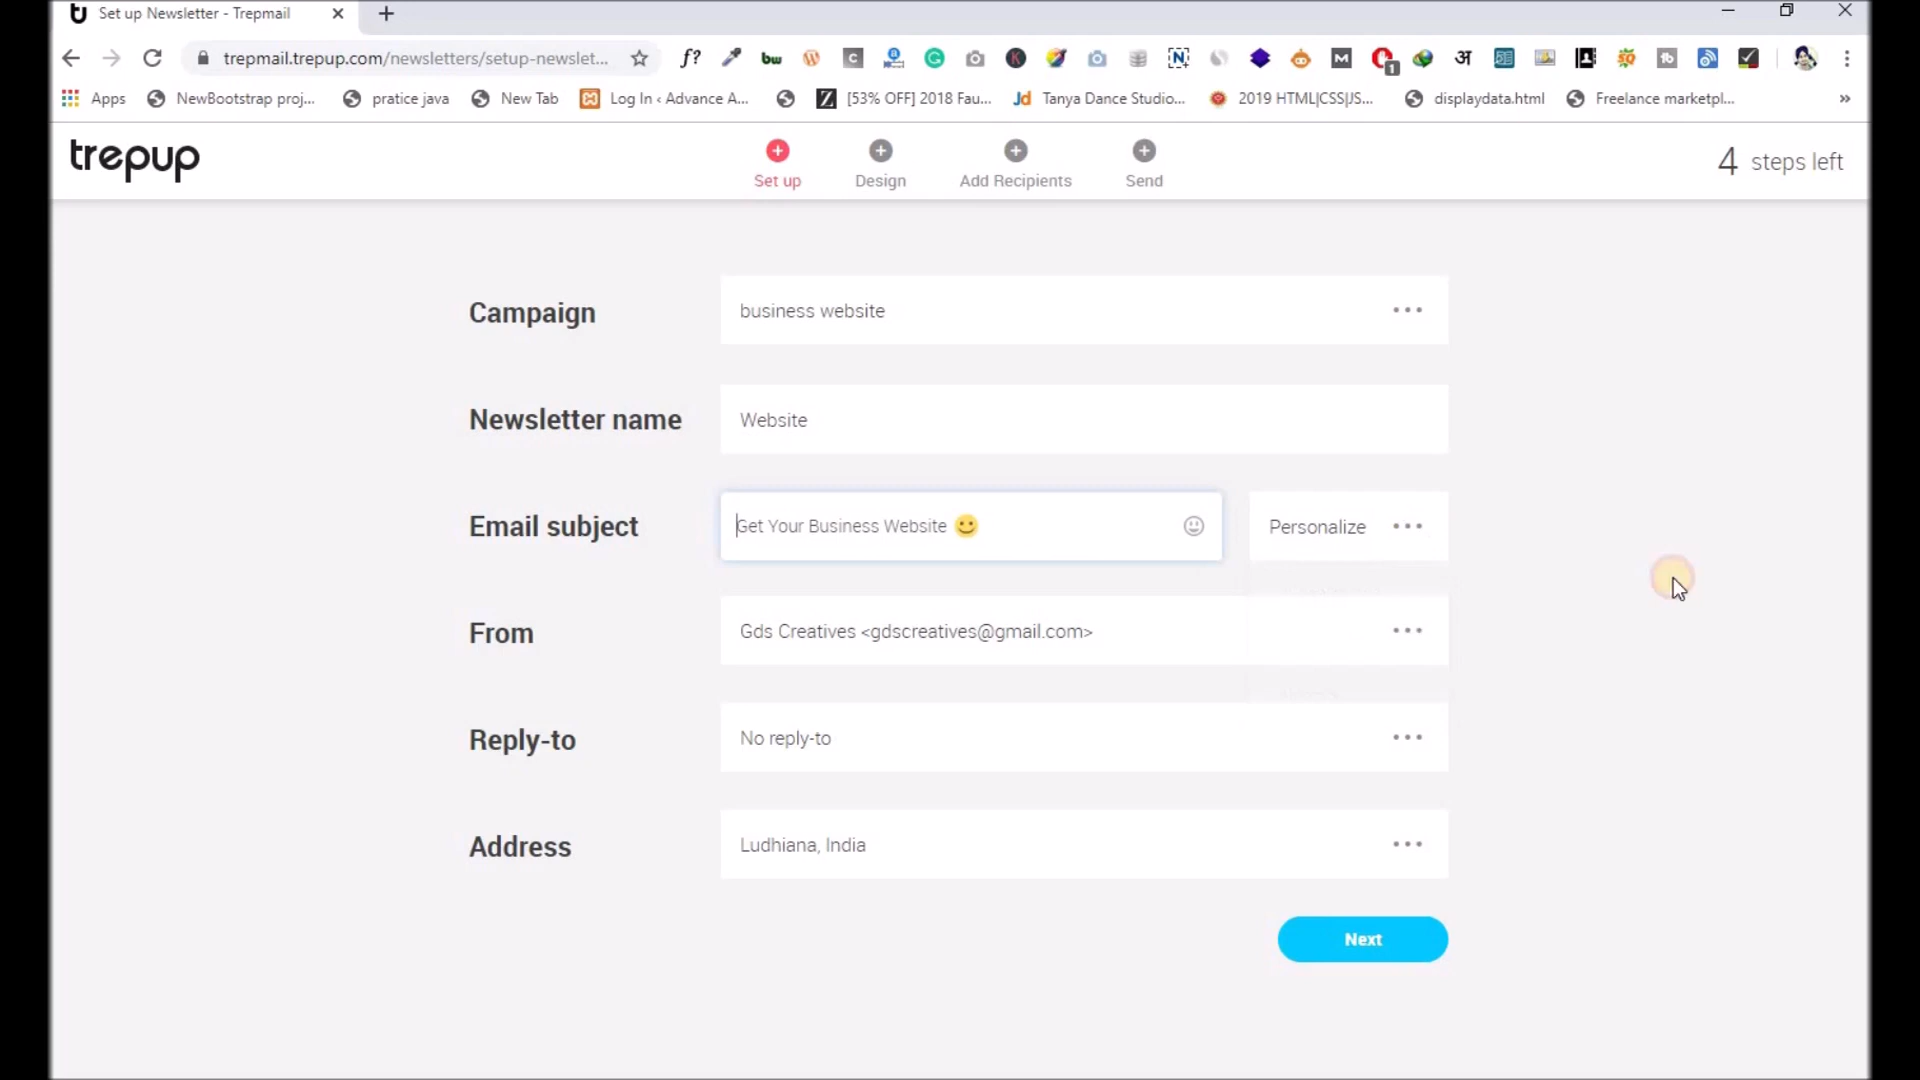 Set up Newsletter - Trepmail
trepmail.trepup.com/newsletters/setup-newslet...
Apps NewBootstrap proj... pratice java New Tab Log In ‹ Advance A... [53% OFF] 2018 Fau... Tanya Dance Studio... 2019 HTML|CSS|JS... displaydata.html Freelance marketpl... »
trepup
Set up Design Add Recipients Send
4 steps left
Campaign business website
Newsletter name Website
Email subject Get Your Business Website 🙂 Personalize
From Gds Creatives <gdscreatives@gmail.com>
Reply-to No reply-to
Address Ludhiana, India
Next